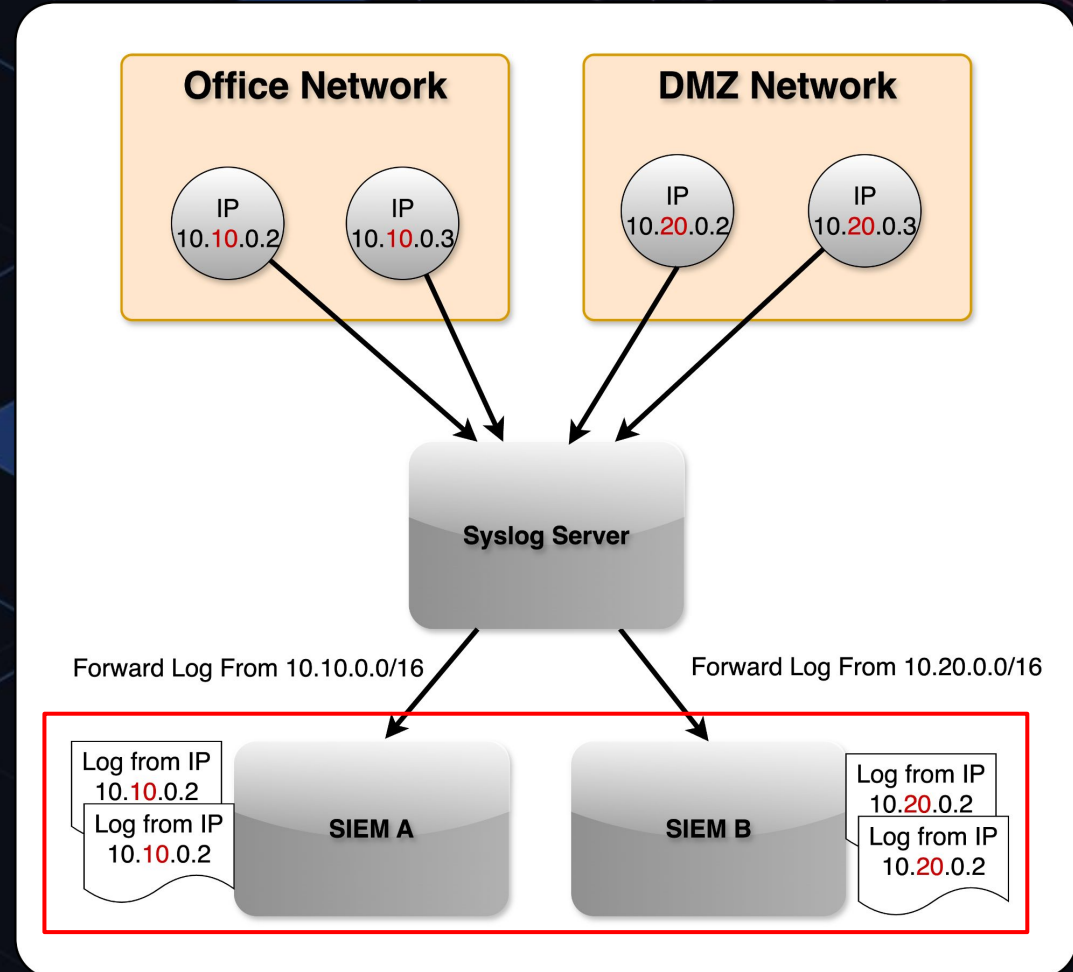 Office Network
DMZ Network
IP
10.10.0.2
IP
10.10.0.3
IP
10.20.0.2
IP
10.20.0.3
Syslog Server
Forward Log From 10.10.0.0/16
Forward Log From 10.20.0.0/16
Log from IP
10.10.0.2
Log from IP
10.10.0.2
SIEM A
SIEM B
Log from IP
10.20.0.2
Log from IP
10.20.0.2